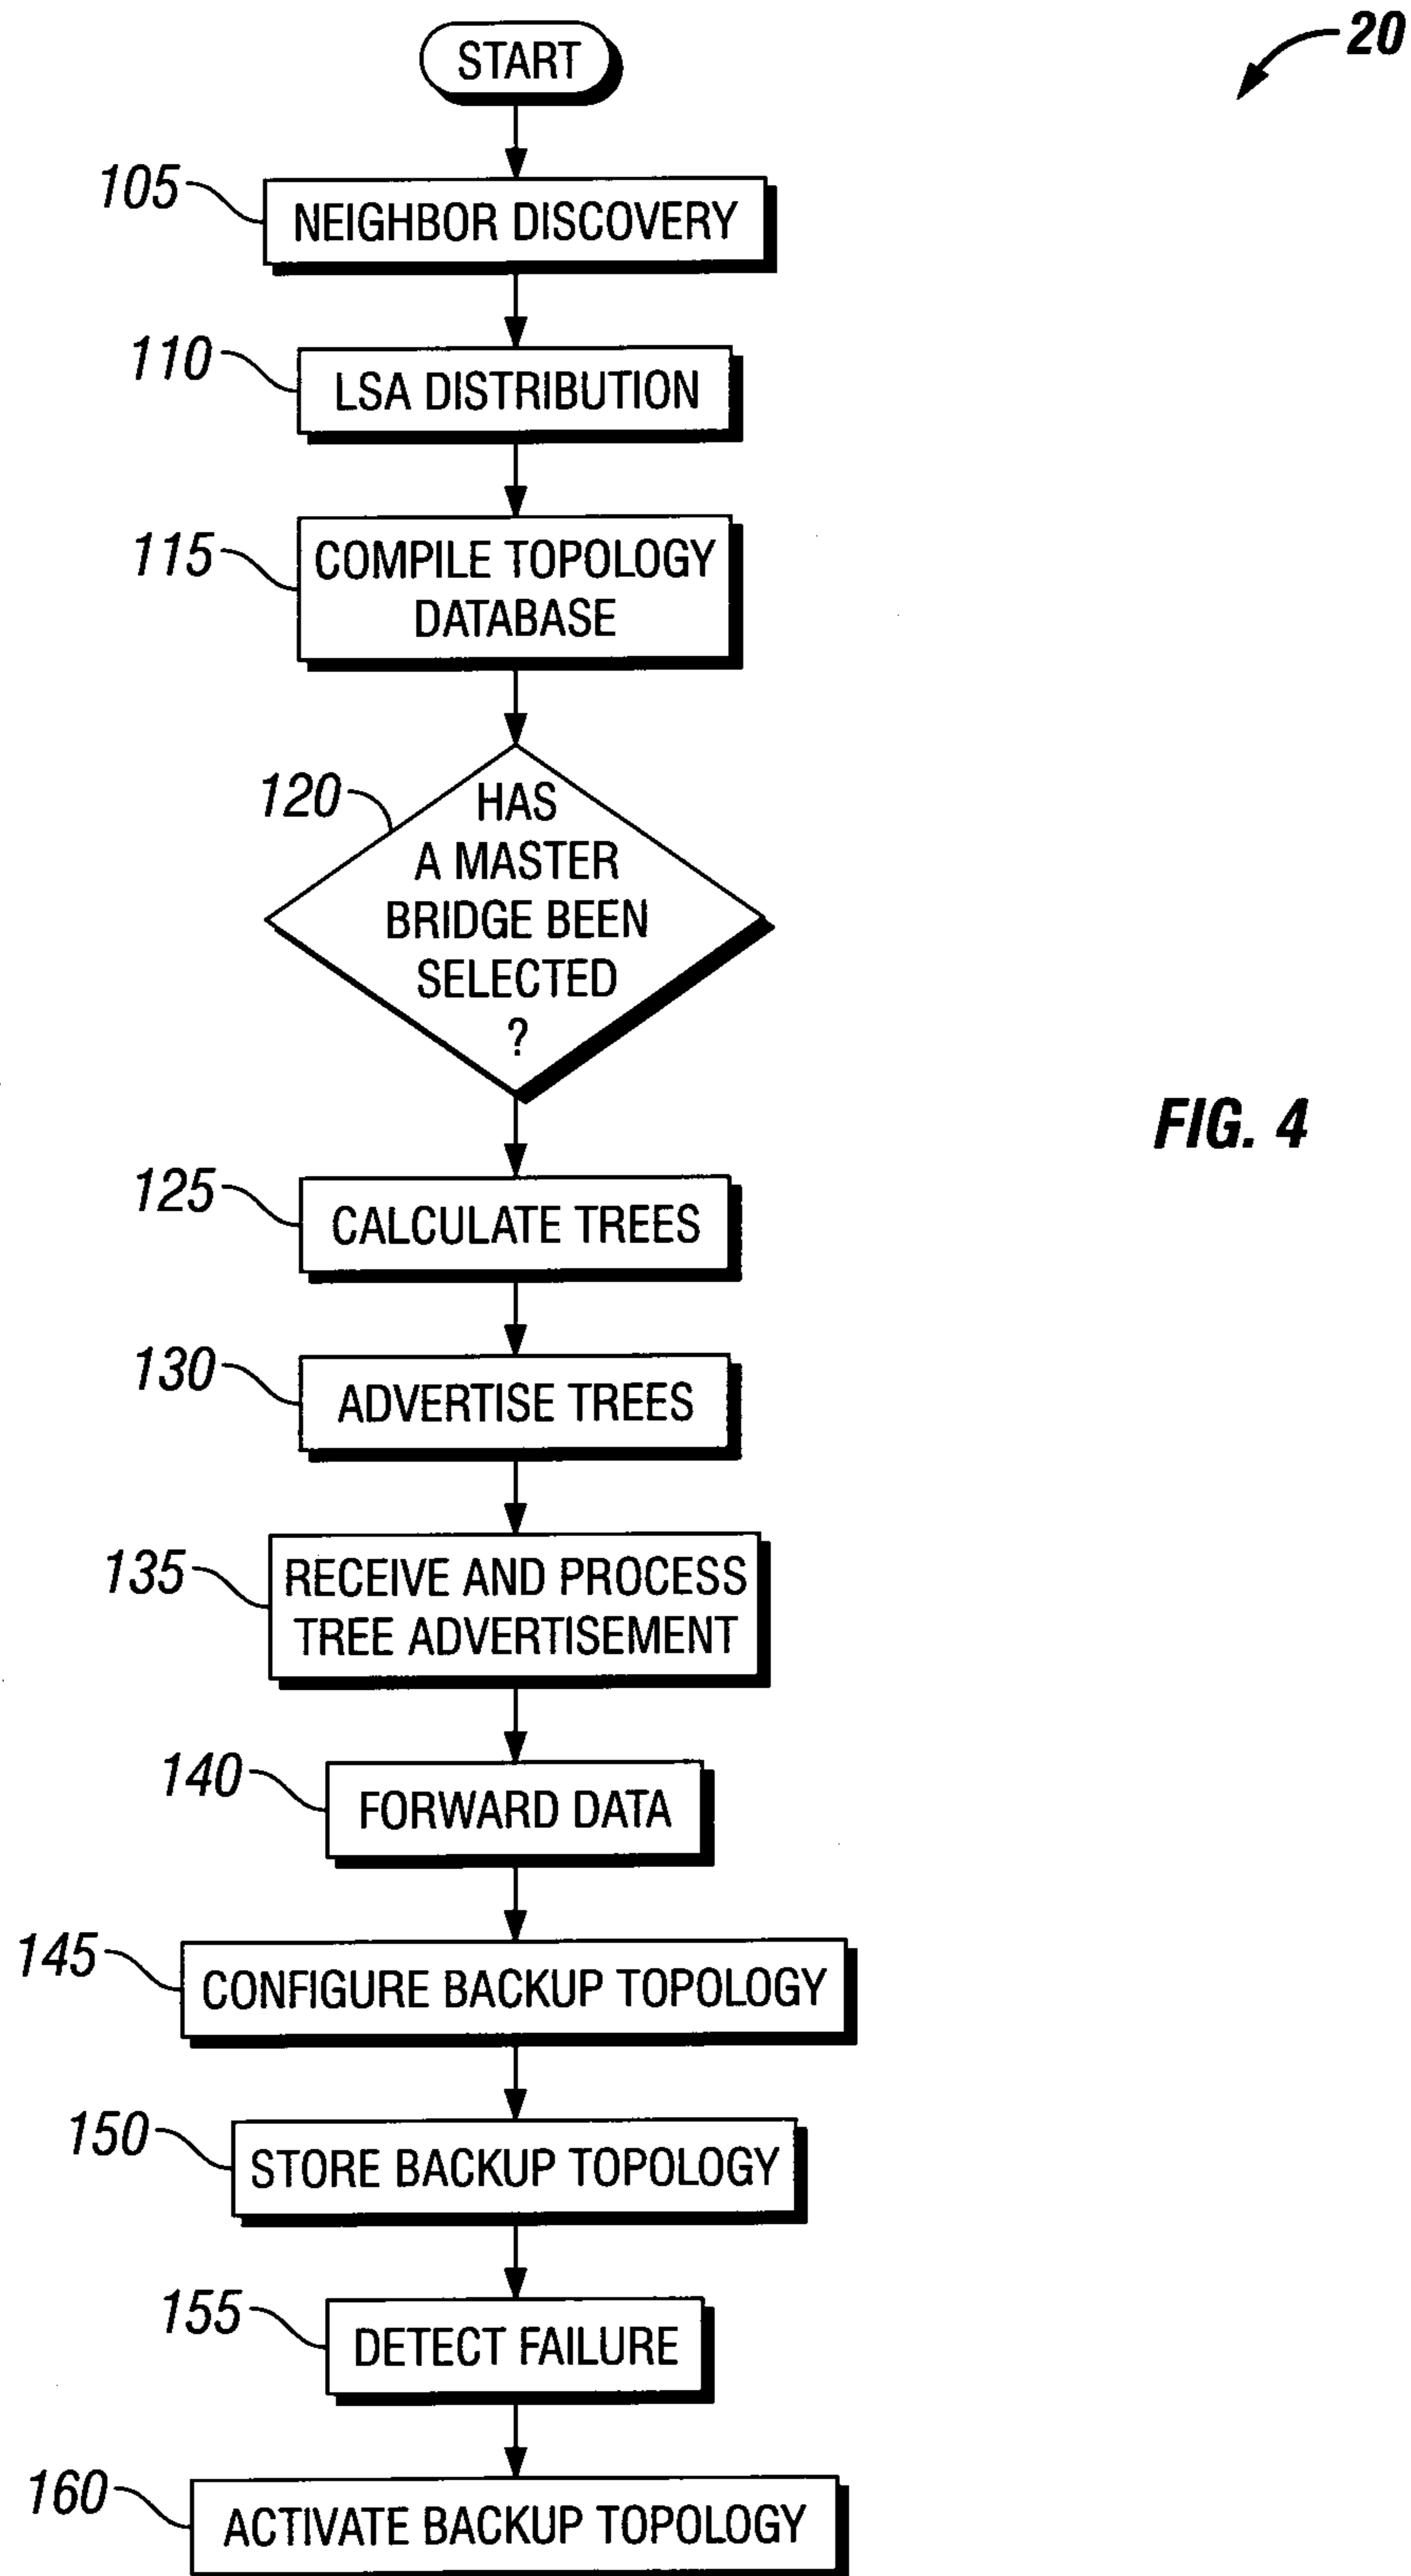 START
20
105
NEIGHBOR DISCOVERY
110
LSA DISTRIBUTION
115
COMPILE TOPOLOGY
DATABASE
120
HAS
A MASTER
BRIDGE BEEN
SELECTED
?
FIG. 4
125
CALCULATE TREES
130
ADVERTISE TREES
135
RECEIVE AND PROCESS
TREE ADVERTISEMENT
140
FORWARD DATA
145
CONFIGURE BACKUP TOPOLOGY
150
STORE BACKUP TOPOLOGY
155
DETECT FAILURE
160
ACTIVATE BACKUP TOPOLOGY